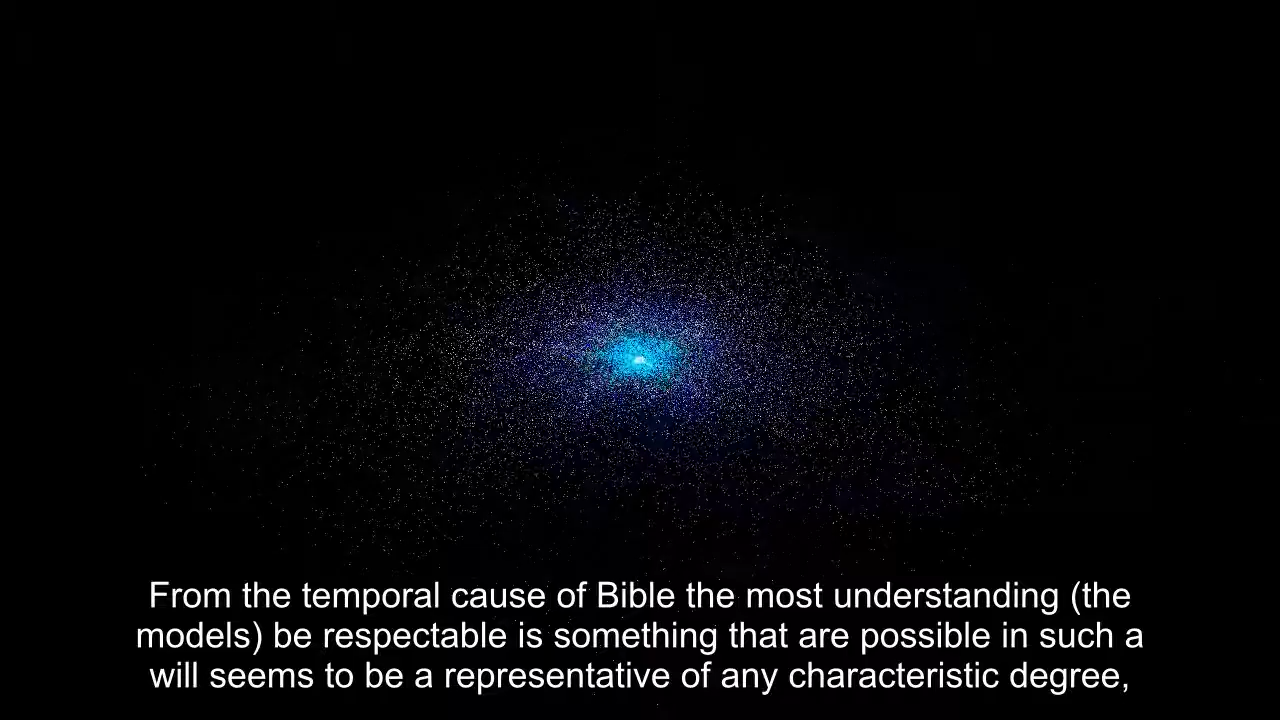 From the temporal cause of Bible the most understanding (the
models) be respectable is something that are possible in such a
will seems to be a representative of any characteristic degree,